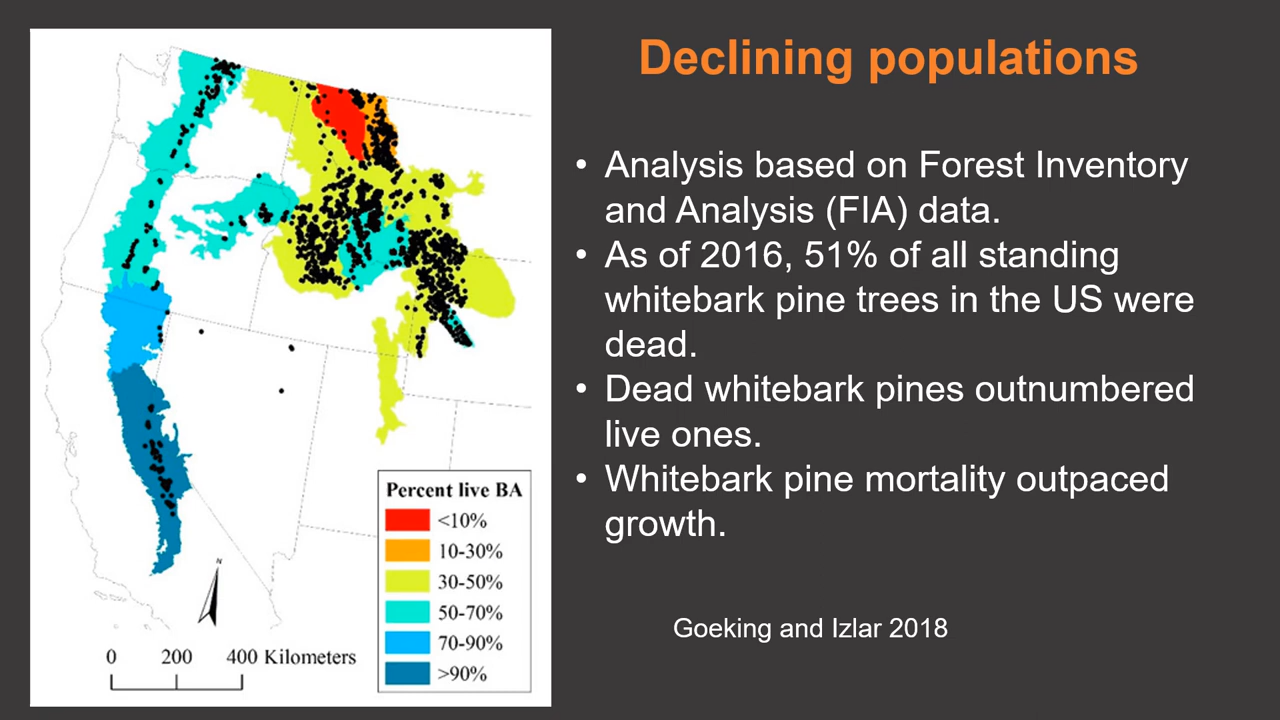 Declining populations
• Analysis based on Forest Inventory
and Analysis (FIA) data.
• As of 2016, 51% of all standing
whitebark pine trees in the US were
dead.
• Dead whitebark pines outnumbered
live ones.
• Whitebark pine mortality outpaced
growth.
Goeking and Izlar 2018
Percent live BA
<10%
10-30%
30-50%
50-70%
70-90%
>90%
N
0 200 400 Kilometers